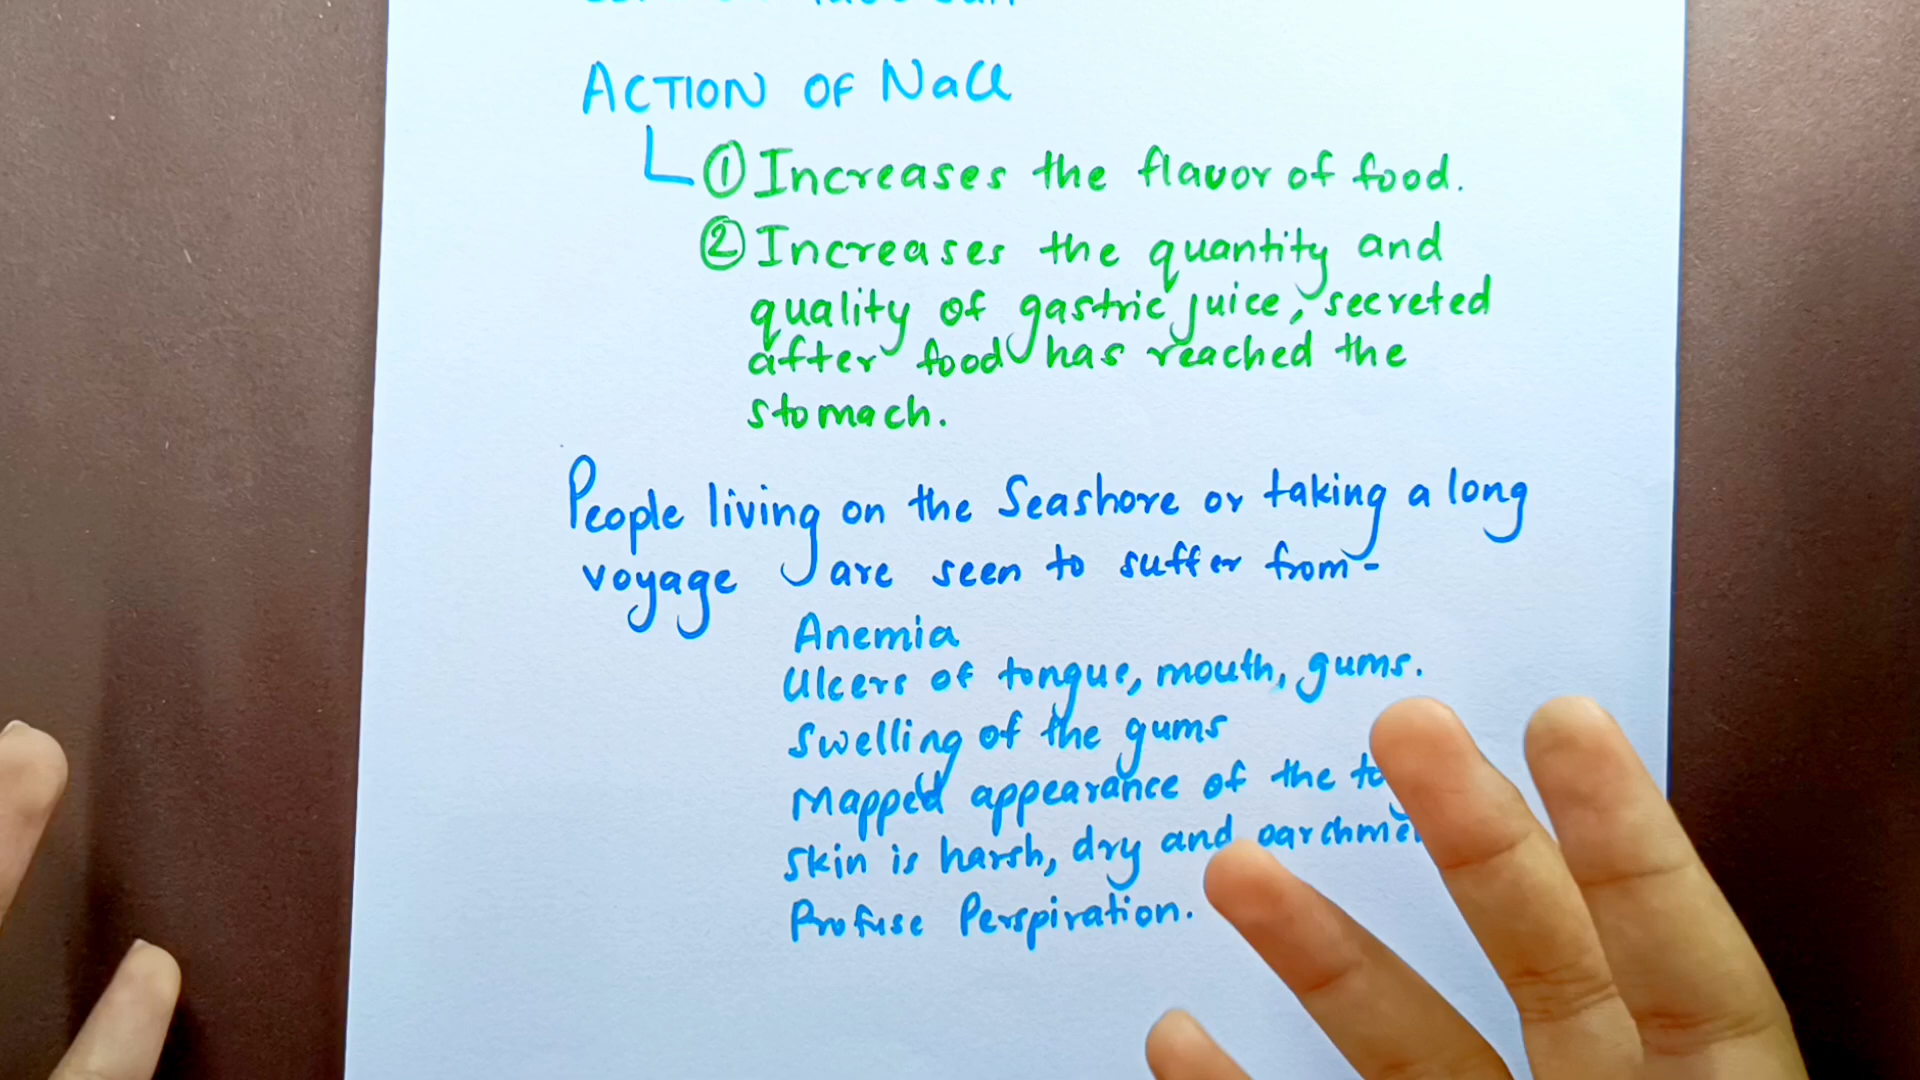 ACTION OF NaCl
① Increases the flavor of food.
② Increases the quantity and
quality of gastric juice, secreted
after food has reached the
stomach.
People living on the Seashore or taking a long
voyage are seen to suffer from-
Anemia
Ulcers of tongue, mouth, gums.
Swelling of the gums
Mapped appearance of the
Skin is harsh, dry and
Profuse Perspiration.